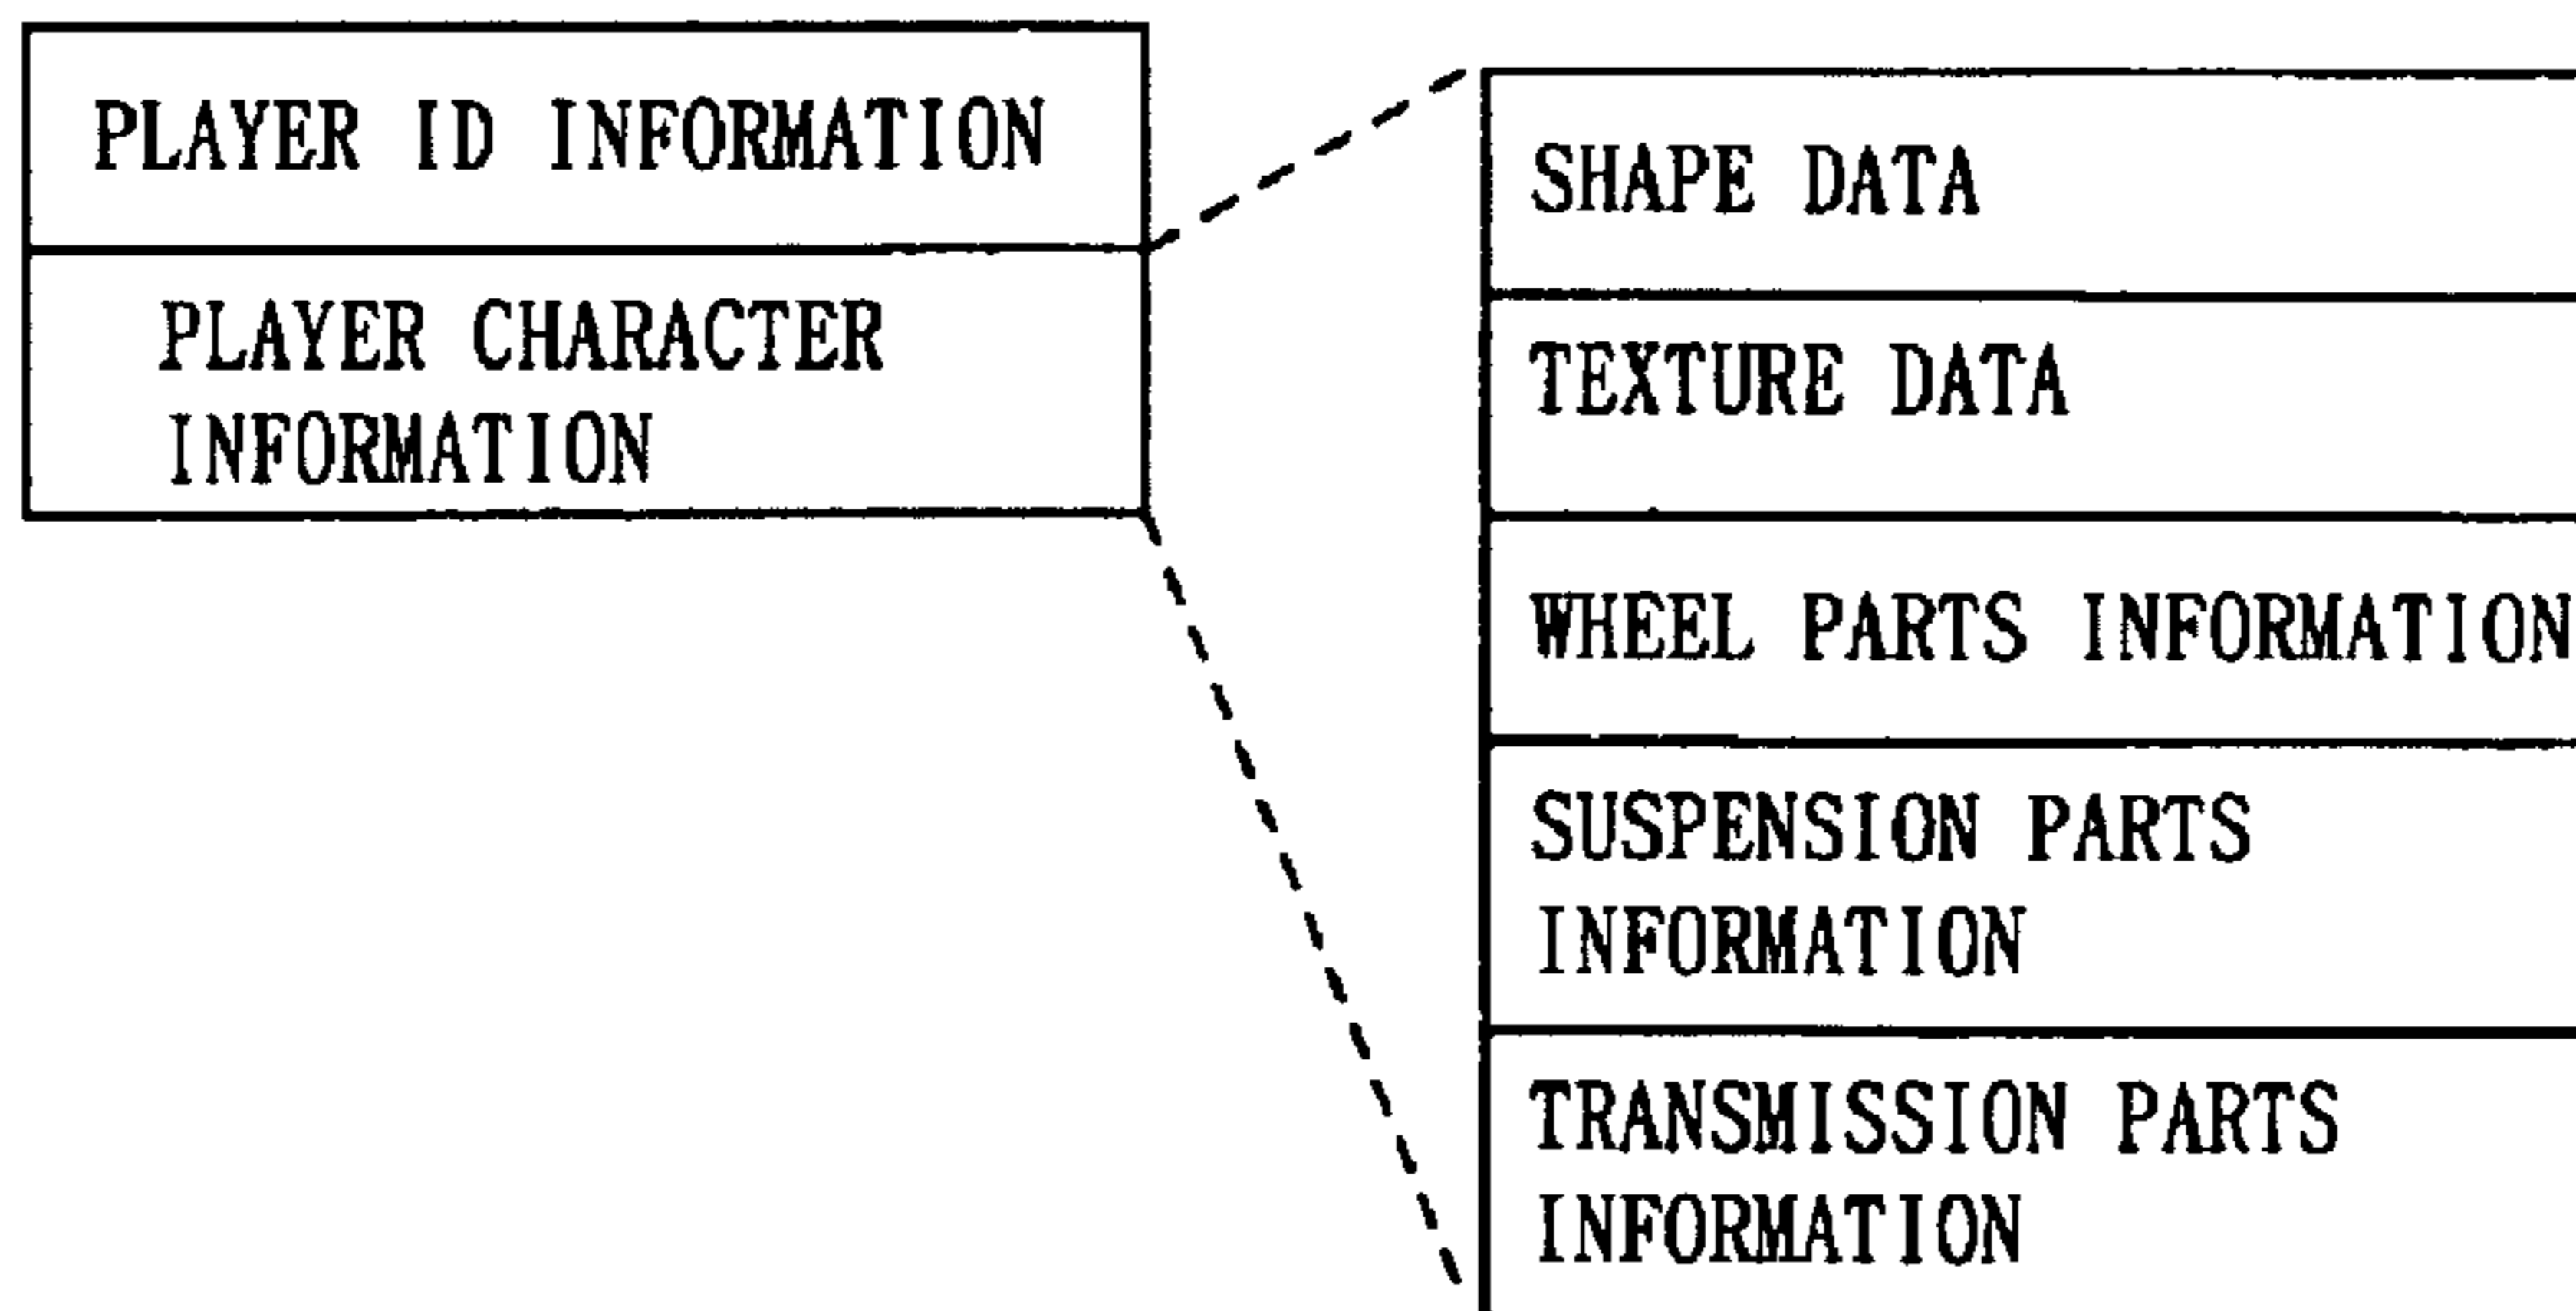 PLAYER ID INFORMATION
PLAYER CHARACTER
INFORMATION
SHAPE DATA
TEXTURE DATA
WHEEL PARTS INFORMATION
SUSPENSION PARTS
INFORMATION
TRANSMISSION PARTS
INFORMATION